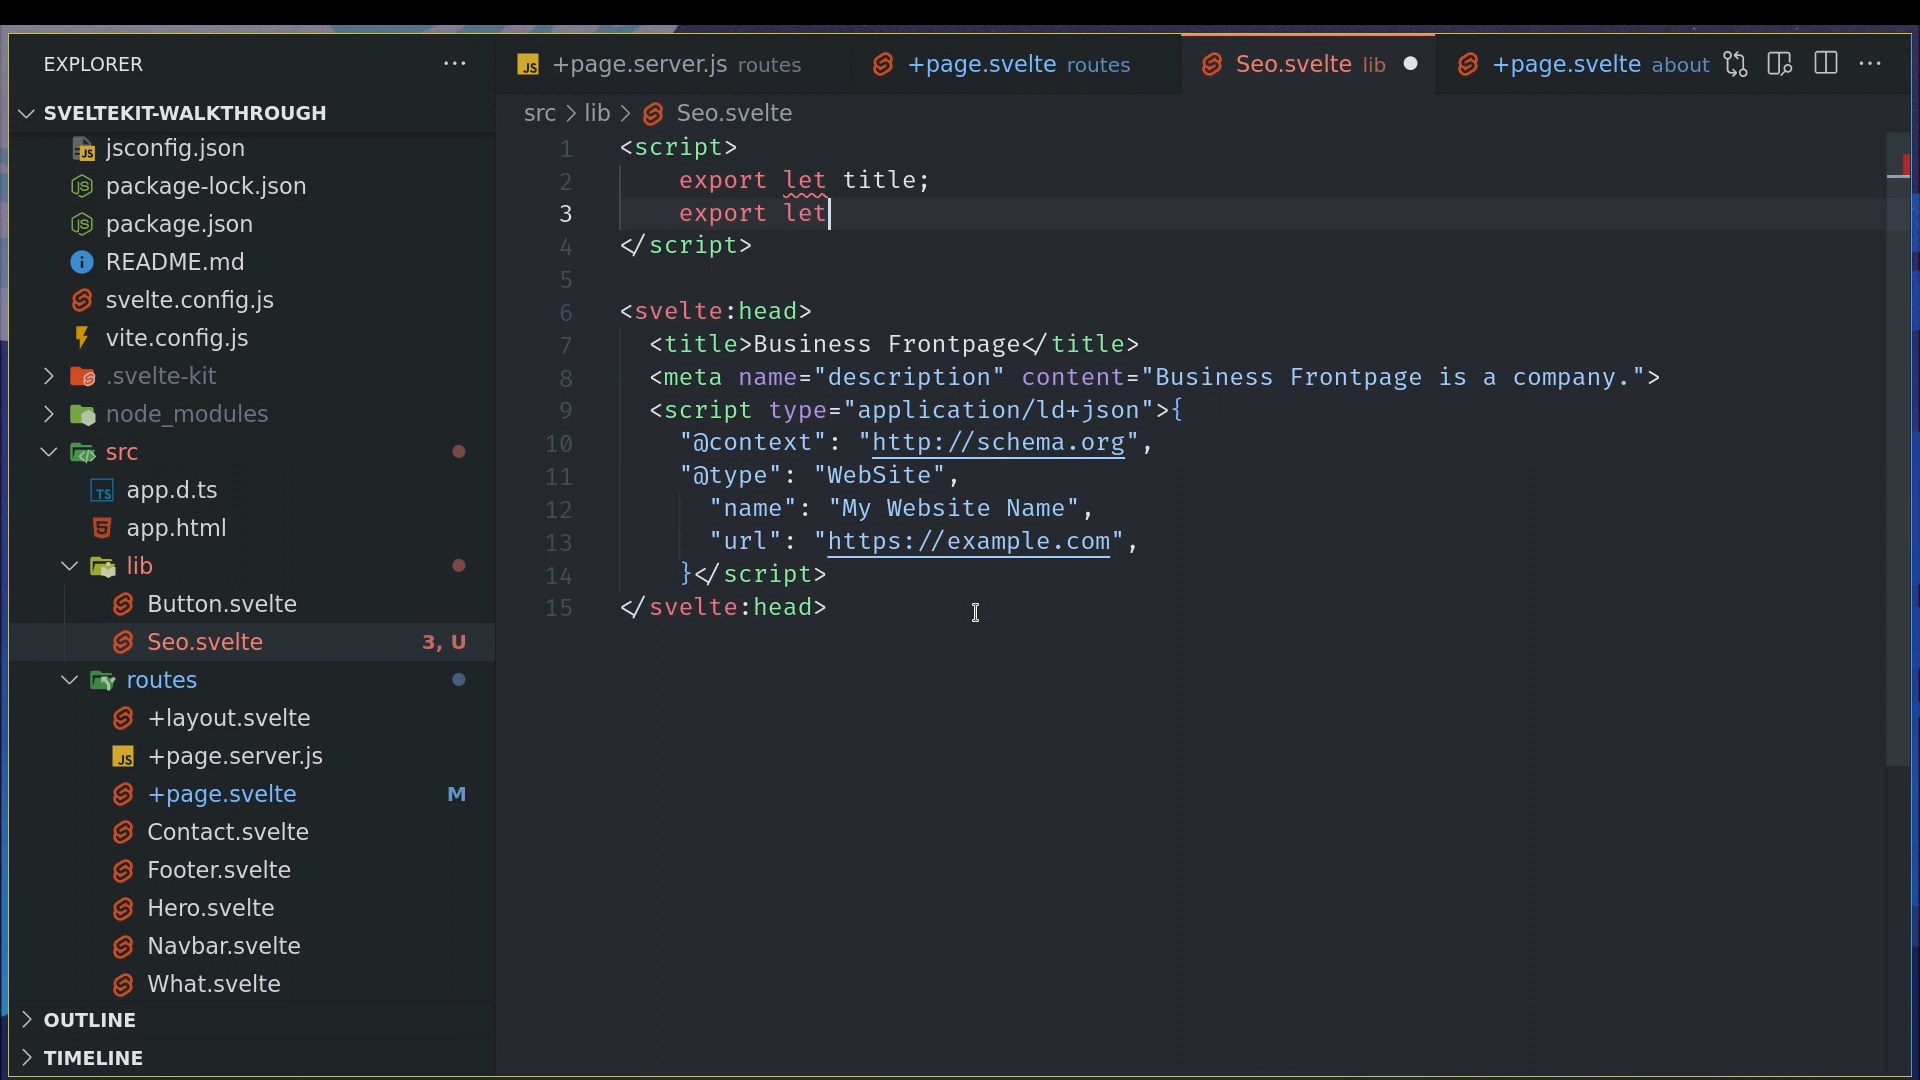 EXPLORER
SVELTEKIT-WALKTHROUGH
jsconfig.json
package-lock.json
package.json
README.md
svelte.config.js
vite.config.js
.svelte-kit
node_modules
src
app.d.ts
app.html
lib
Button.svelte
Seo.svelte 3, U
routes
+layout.svelte
+page.server.js
+page.svelte M
Contact.svelte
Footer.svelte
Hero.svelte
Navbar.svelte
What.svelte
OUTLINE
TIMELINE
+page.server.js routes
+page.svelte routes
Seo.svelte lib
+page.svelte about
src > lib > Seo.svelte
1 <script>
2 export let title;
3 export let
4 </script>
5
6 <svelte:head>
7 <title>Business Frontpage</title>
8 <meta name="description" content="Business Frontpage is a company.">
9 <script type="application/ld+json">{
10 "@context": "http://schema.org",
11 "@type": "WebSite",
12 "name": "My Website Name",
13 "url": "https://example.com",
14 }</script>
15 </svelte:head>